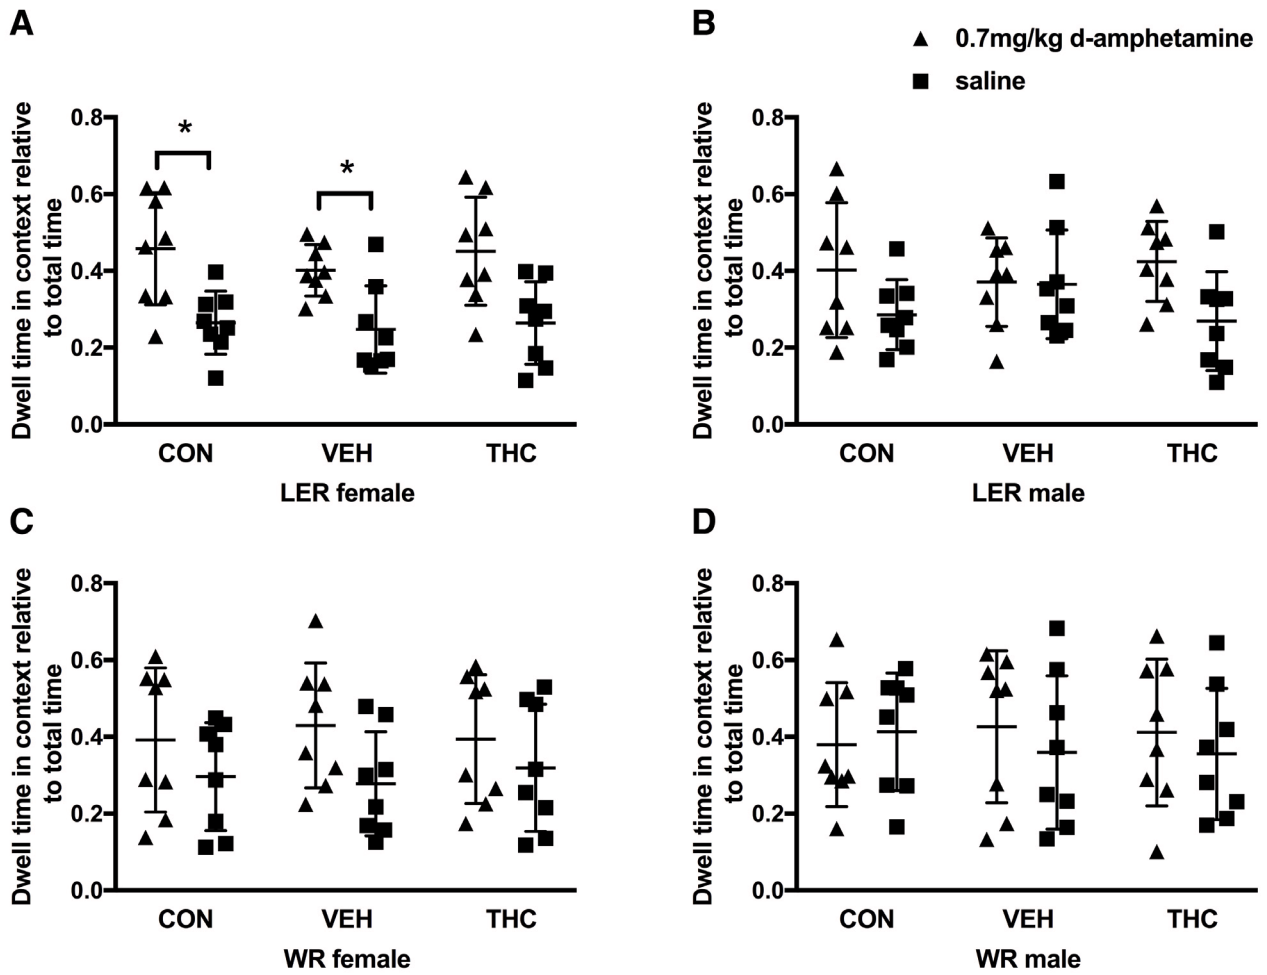 A
Dwell time in context relative
to total time
0.8
0.6
0.4
0.2
0.0
*
*
CON VEH THC
LER female
B
0.7mg/kg d-amphetamine
saline
Dwell time in context relative
to total time
0.8
0.6
0.4
0.2
0.0
CON VEH THC
LER male
C
Dwell time in context relative
to total time
0.8
0.6
0.4
0.2
0.0
CON VEH THC
WR female
D
Dwell time in context relative
to total time
0.8
0.6
0.4
0.2
0.0
CON VEH THC
WR male